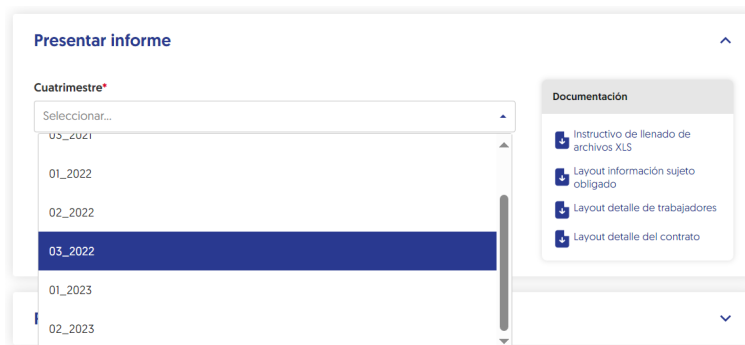 Presentar informe
Cuatrimestre*
Seleccionar...
03_2021
01_2022
02_2022
03_2022
01_2023
02_2023
Documentación
Instructivo de llenado de
archivos XLS
Layout información sujeto
obligado
Layout detalle de trabajadores
Layout detalle del contrato